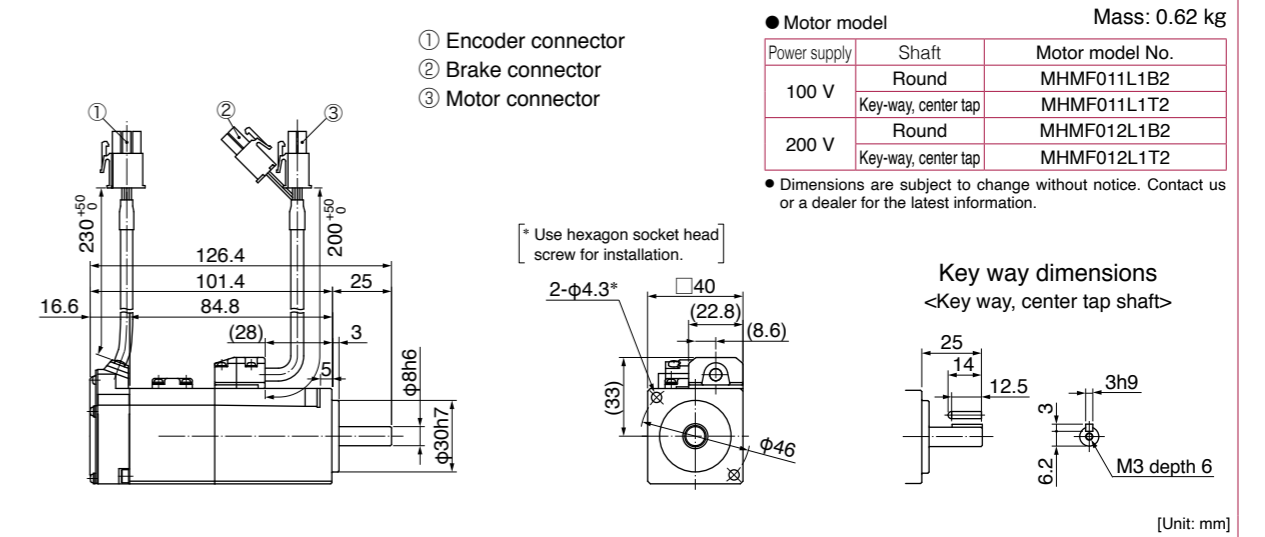 ① Encoder connector
② Brake connector
③ Motor connector
● Motor model
Mass: 0.62 kg
Power supply Shaft Motor model No.
100 V Round MHMF011L1B2
Key-way, center tap MHMF011L1T2
200 V Round MHMF012L1B2
Key-way, center tap MHMF012L1T2
● Dimensions are subject to change without notice. Contact us
or a dealer for the latest information.
①
②
③
230 +50 0
200 +50 0
126.4
101.4
25
16.6
84.8
(28)
3
5
φ8h6
φ30h7
[* Use hexagon socket head
screw for installation.]
2-φ4.3*
□40
(22.8)
(8.6)
(33)
φ46
Key way dimensions
<Key way, center tap shaft>
25
14
12.5
3h9
3
6.2
M3 depth 6
[Unit: mm]